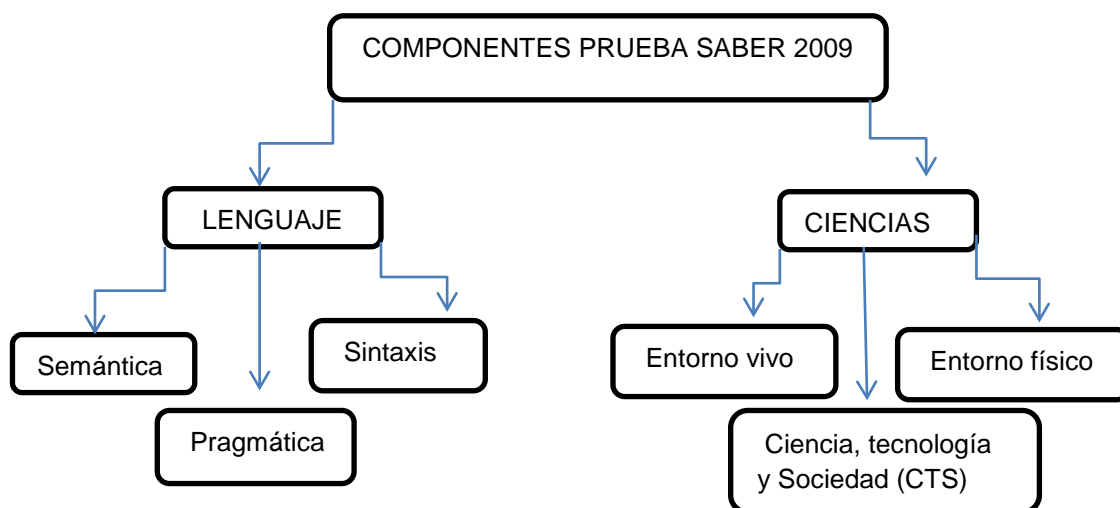 COMPONENTES PRUEBA SABER 2009
LENGUAJE
CIENCIAS
Semántica
Sintaxis
Pragmática
Entorno vivo
Entorno físico
Ciencia, tecnología
y Sociedad (CTS)